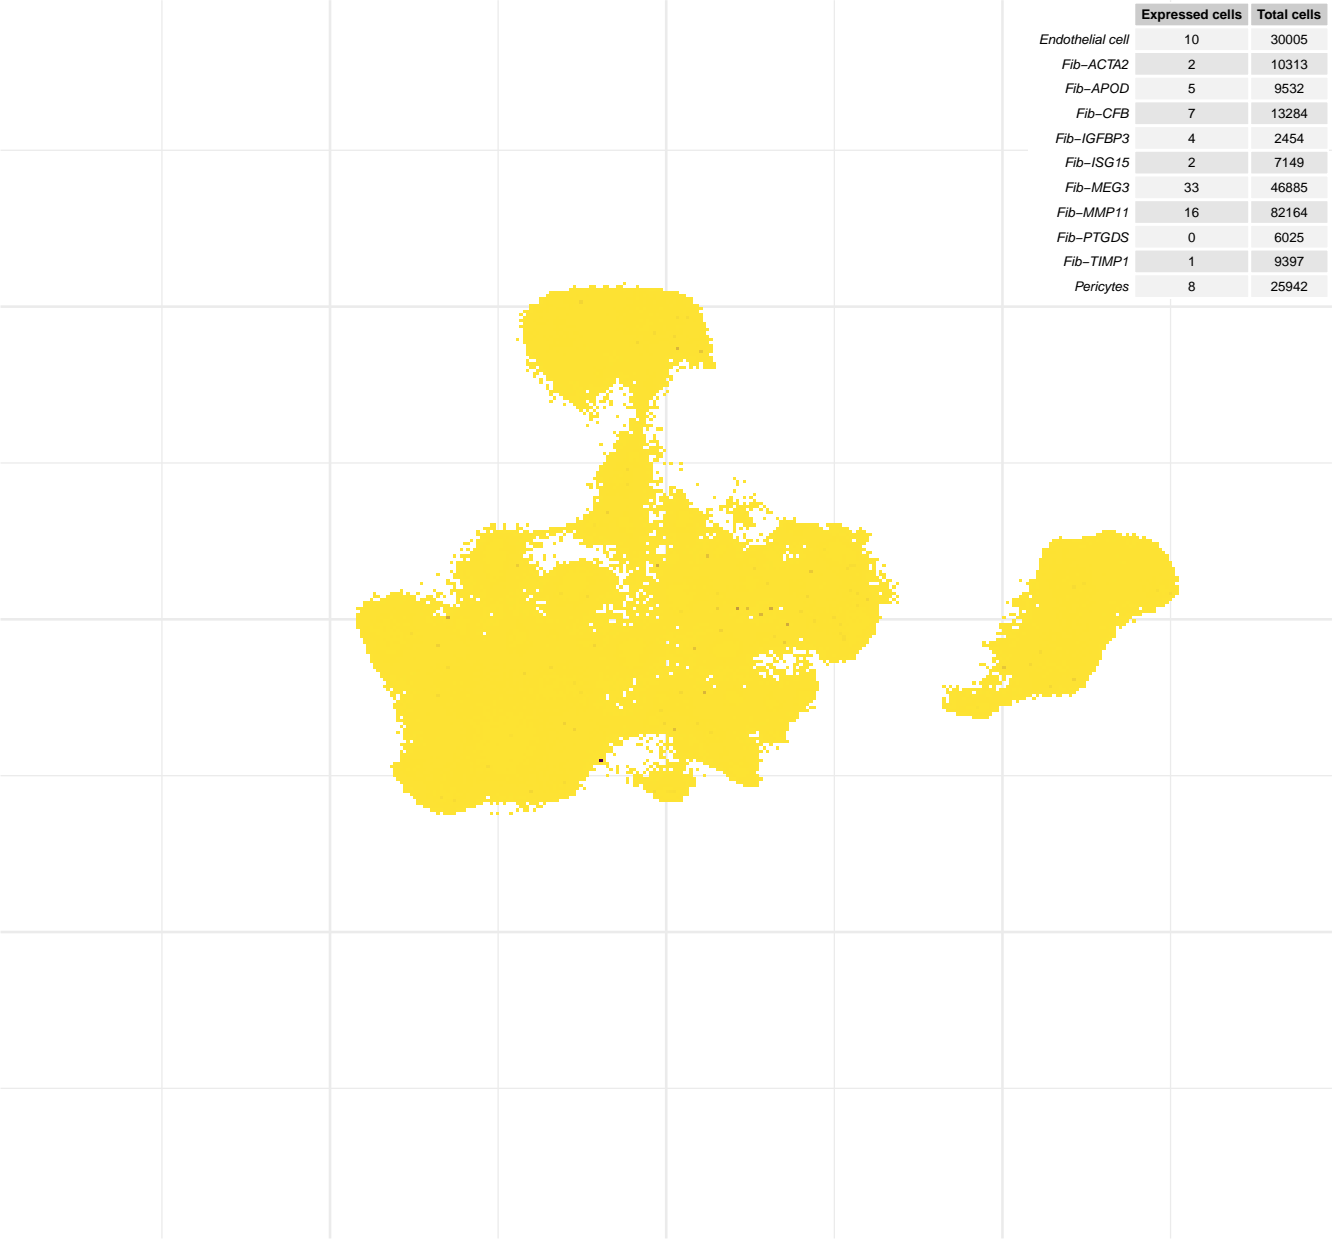 Expressed cells Total cells
Endothelial cell 10 30005
Fib−ACTA2 2 10313
Fib−APOD 5 9532
Fib−CFB 7 13284
Fib−IGFBP3 4 2454
Fib−ISG15 2 7149
Fib−MEG3 33 46885
Fib−MMP11 16 82164
Fib−PTGDS 0 6025
Fib−TIMP1 1 9397
Pericytes 8 25942